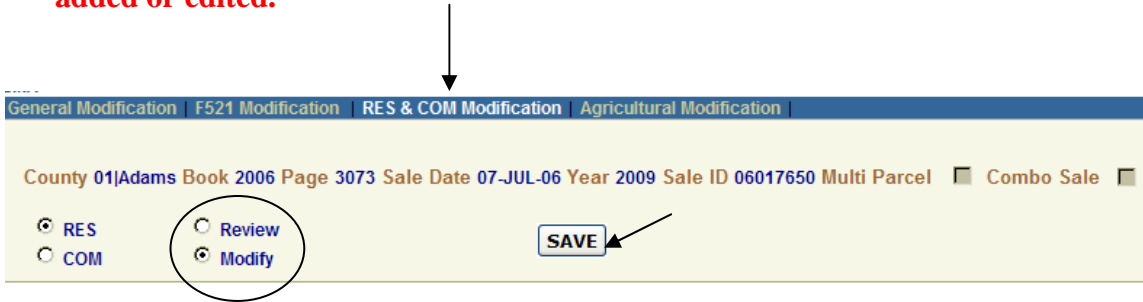 added or edited.
General Modification | F521 Modification | RES & COM Modification | Agricultural Modification |
County 01|Adams Book 2006 Page 3073 Sale Date 07-JUL-06 Year 2009 Sale ID 06017650 Multi Parcel Combo Sale
RES Review SAVE
COM Modify